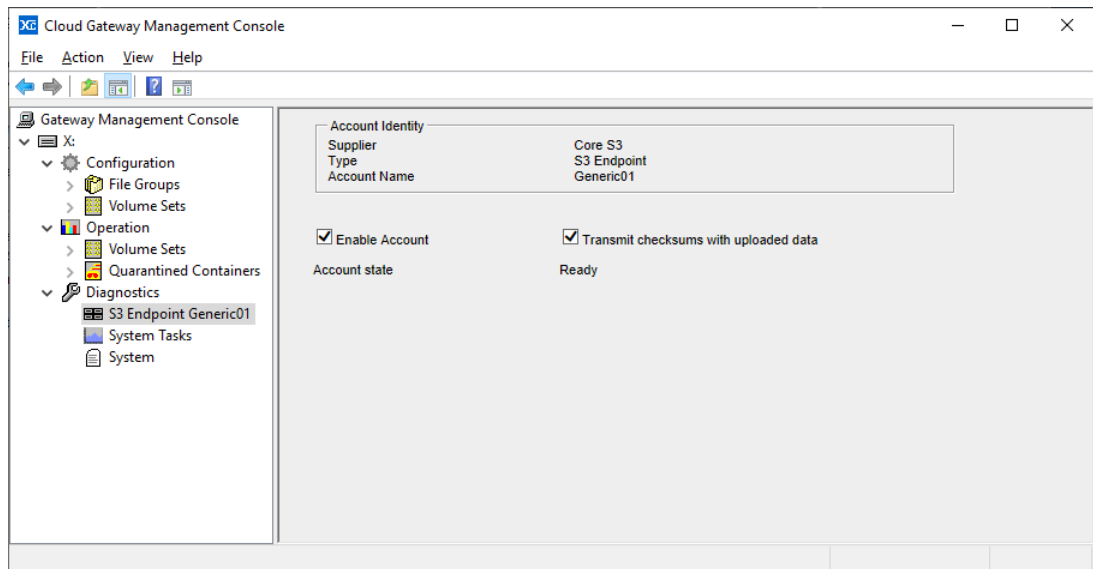 Cloud Gateway Management Console
File Action View Help
Gateway Management Console
X:
Configuration
File Groups
Volume Sets
Operation
Volume Sets
Quarantined Containers
Diagnostics
S3 Endpoint Generic01
System Tasks
System
Account Identity
Supplier Core S3
Type S3 Endpoint
Account Name Generic01
Enable Account Transmit checksums with uploaded data
Account state Ready